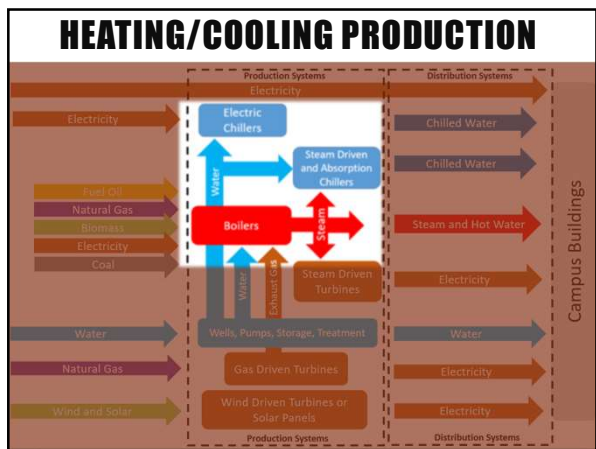 HEATING/COOLING PRODUCTION
Production Systems
Distribution Systems
Electricity
Electricity
Electric
Chillers
Chilled Water
Water
Steam Driven
and Absorption
Chillers
Chilled Water
Fuel Oil
Natural Gas
Biomass
Electricity
Coal
Boilers
Steam
Steam and Hot Water
Water
Exhaust Gas
Steam Driven
Turbines
Electricity
Campus Buildings
Water
Wells, Pumps, Storage, Treatment
Water
Natural Gas
Gas Driven Turbines
Electricity
Wind and Solar
Wind Driven Turbines or
Solar Panels
Electricity
Production Systems
Distribution Systems